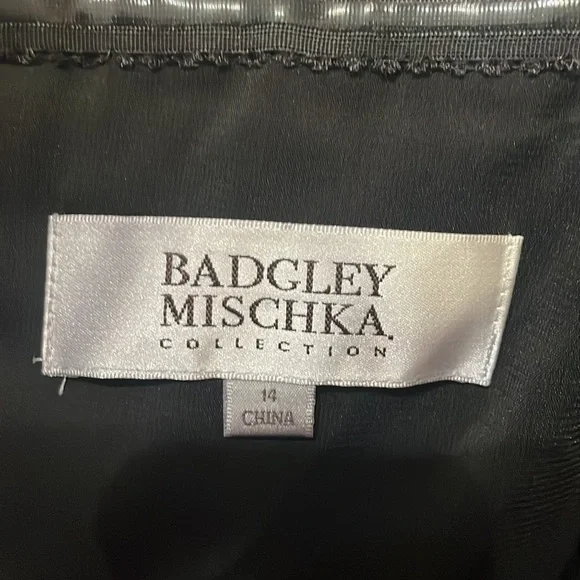 BADGLEY
MISCHKA.
COLLECTION
14
CHINA